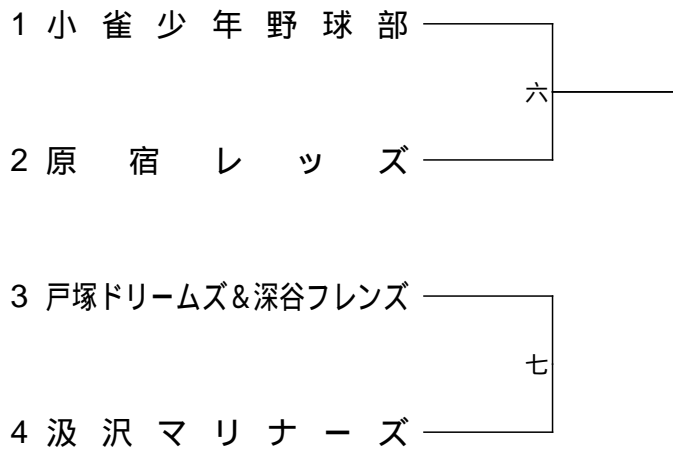 1 小雀少年野球部
六
2 原宿レッズ
3 戸塚ドリームズ&深谷フレンズ
七
4 汲沢マリナーズ